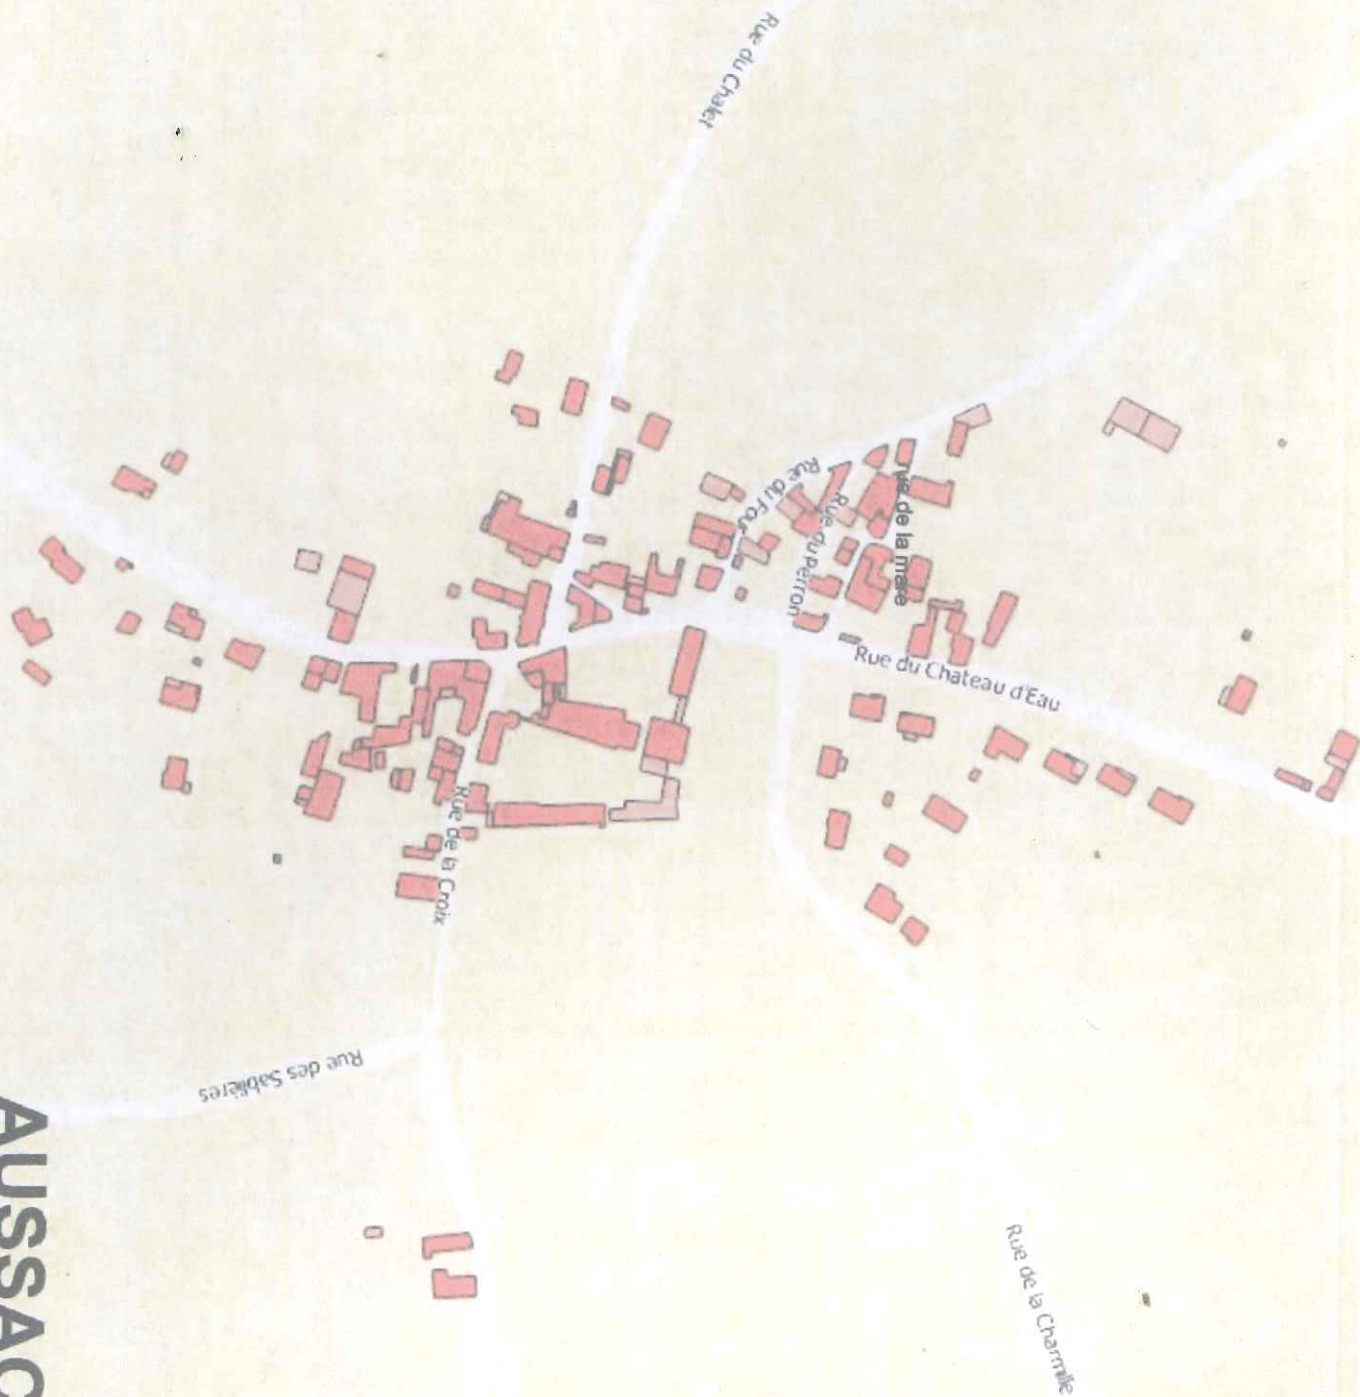 Rue du Chalet
Rue du Four
Rue du Perron
rue de la mare
Rue du Chateau d'Eau
Rue de la Croix
Rue des Sablières
Rue de la Charmille
AUSSAC